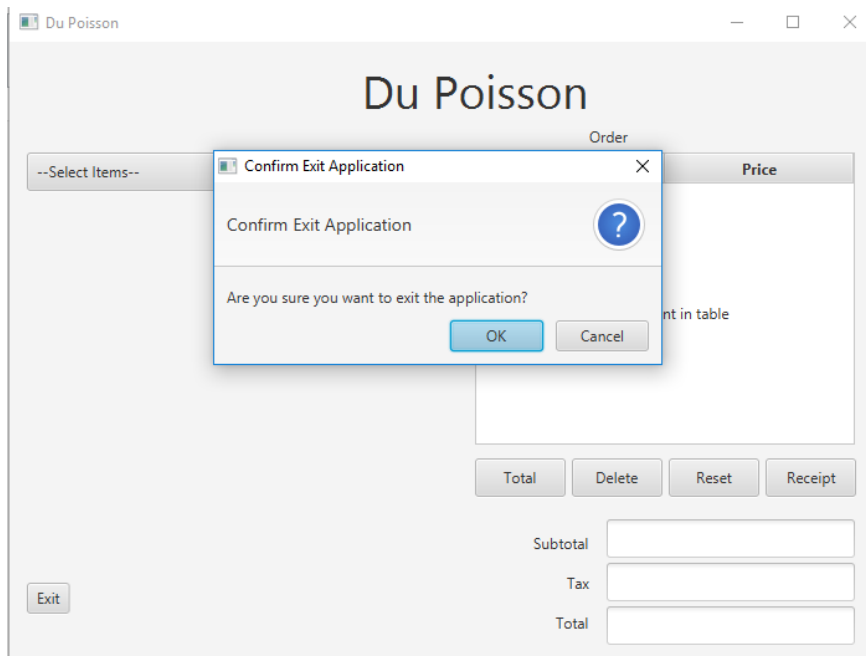 Du Poisson
Du Poisson
Order
--Select Items--
Price
Confirm Exit Application
Confirm Exit Application
?
Are you sure you want to exit the application?
OK Cancel
in table
Total Delete Reset Receipt
Subtotal
Tax
Exit
Total